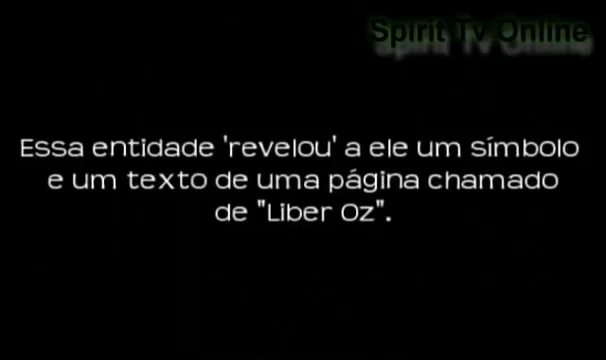 Spirit Tv Online
Essa entidade 'revelou' a ele um símbolo
e um texto de uma página chamado
de "Liber Oz".